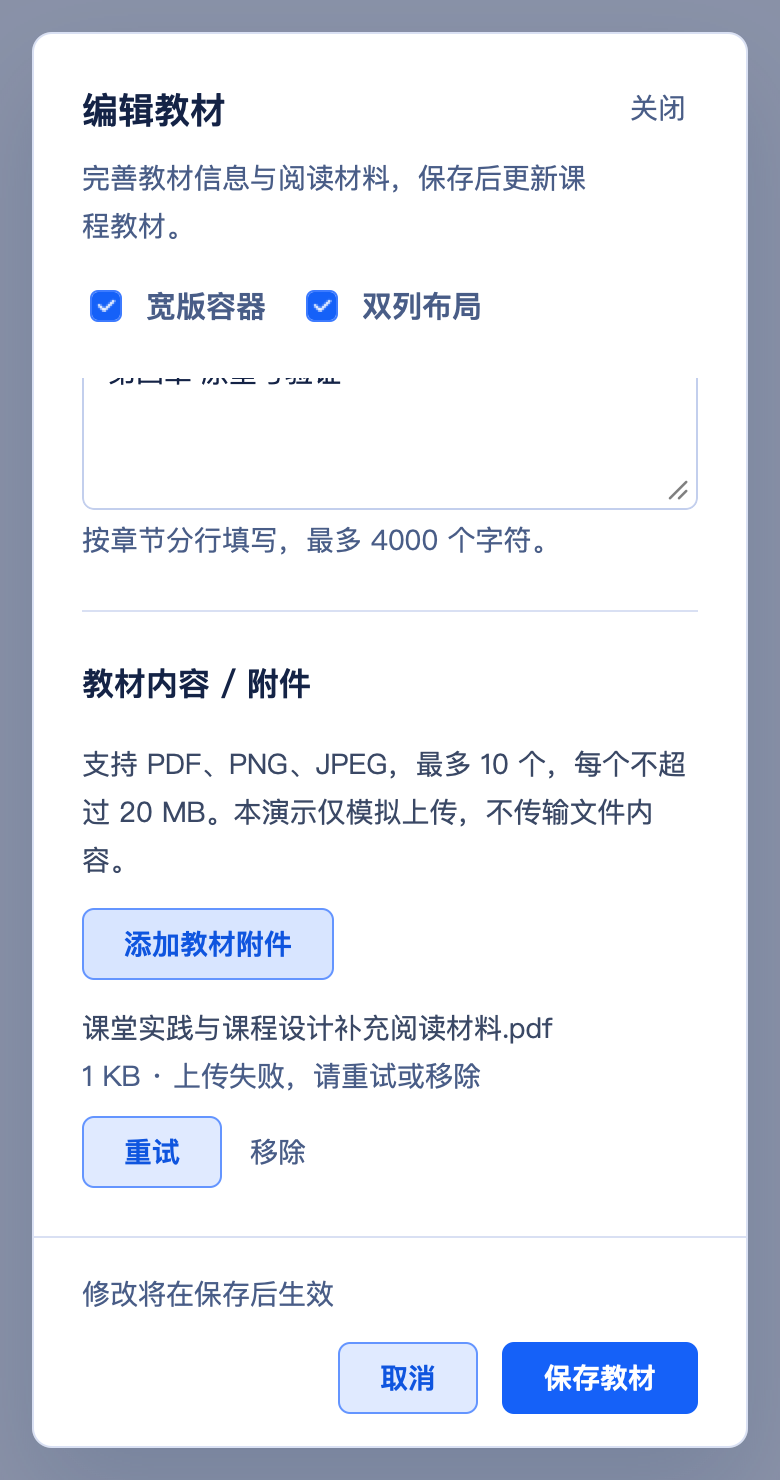 编辑教材
关闭
完善教材信息与阅读材料，保存后更新课
程教材。
宽版容器
双列布局
按章节分行填写，最多 4000 个字符。
教材内容 / 附件
支持 PDF、PNG、JPEG，最多 10 个，每个不超
过 20 MB。本演示仅模拟上传，不传输文件内
容。
添加教材附件
课堂实践与课程设计补充阅读材料.pdf
1 KB · 上传失败，请重试或移除
重试
移除
修改将在保存后生效
取消
保存教材